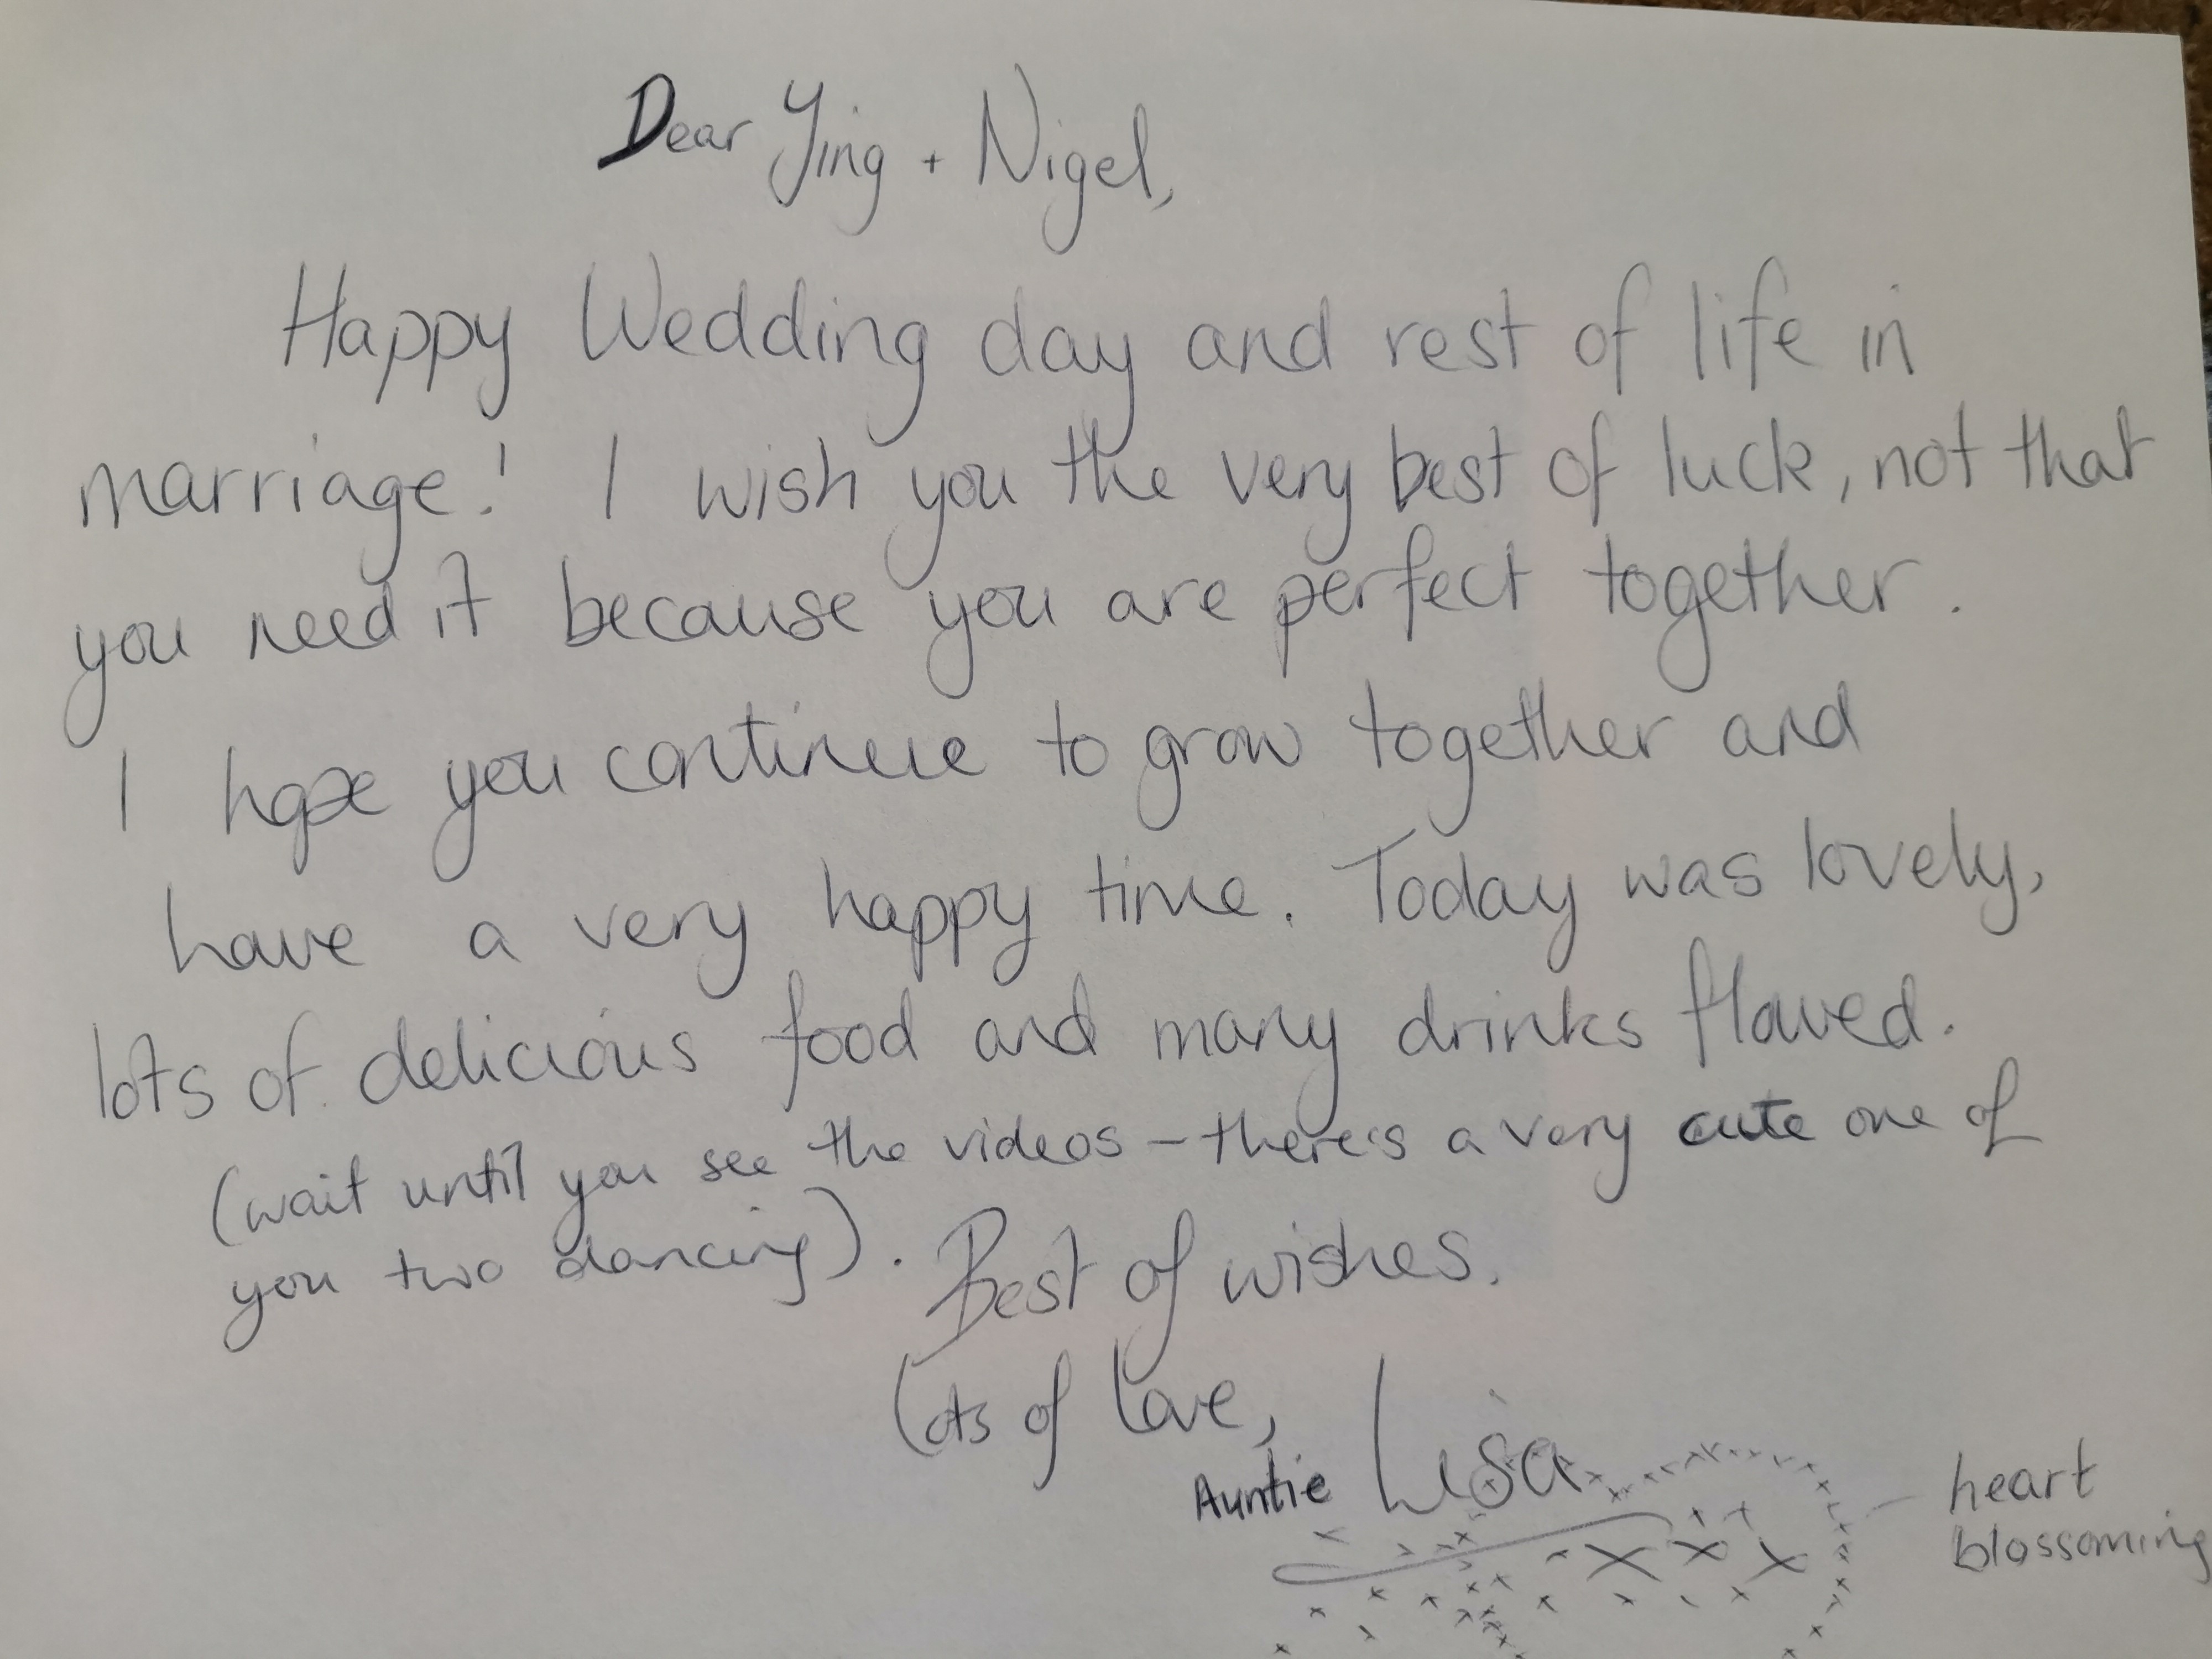 Dear Ying + Nigel,
Happy Wedding day and rest of life in
marriage! I wish you the very best of luck, not that
you need it because you are perfect together.
I hope you continue to grow together and
have a very happy time. Today was lovely,
lots of delicious food and many drinks flowed.
(wait until you see the videos – there's a very cute one of
you two dancing). Best of wishes.
Lots of love,
Auntie Lisa
x x x
heart
blossoming